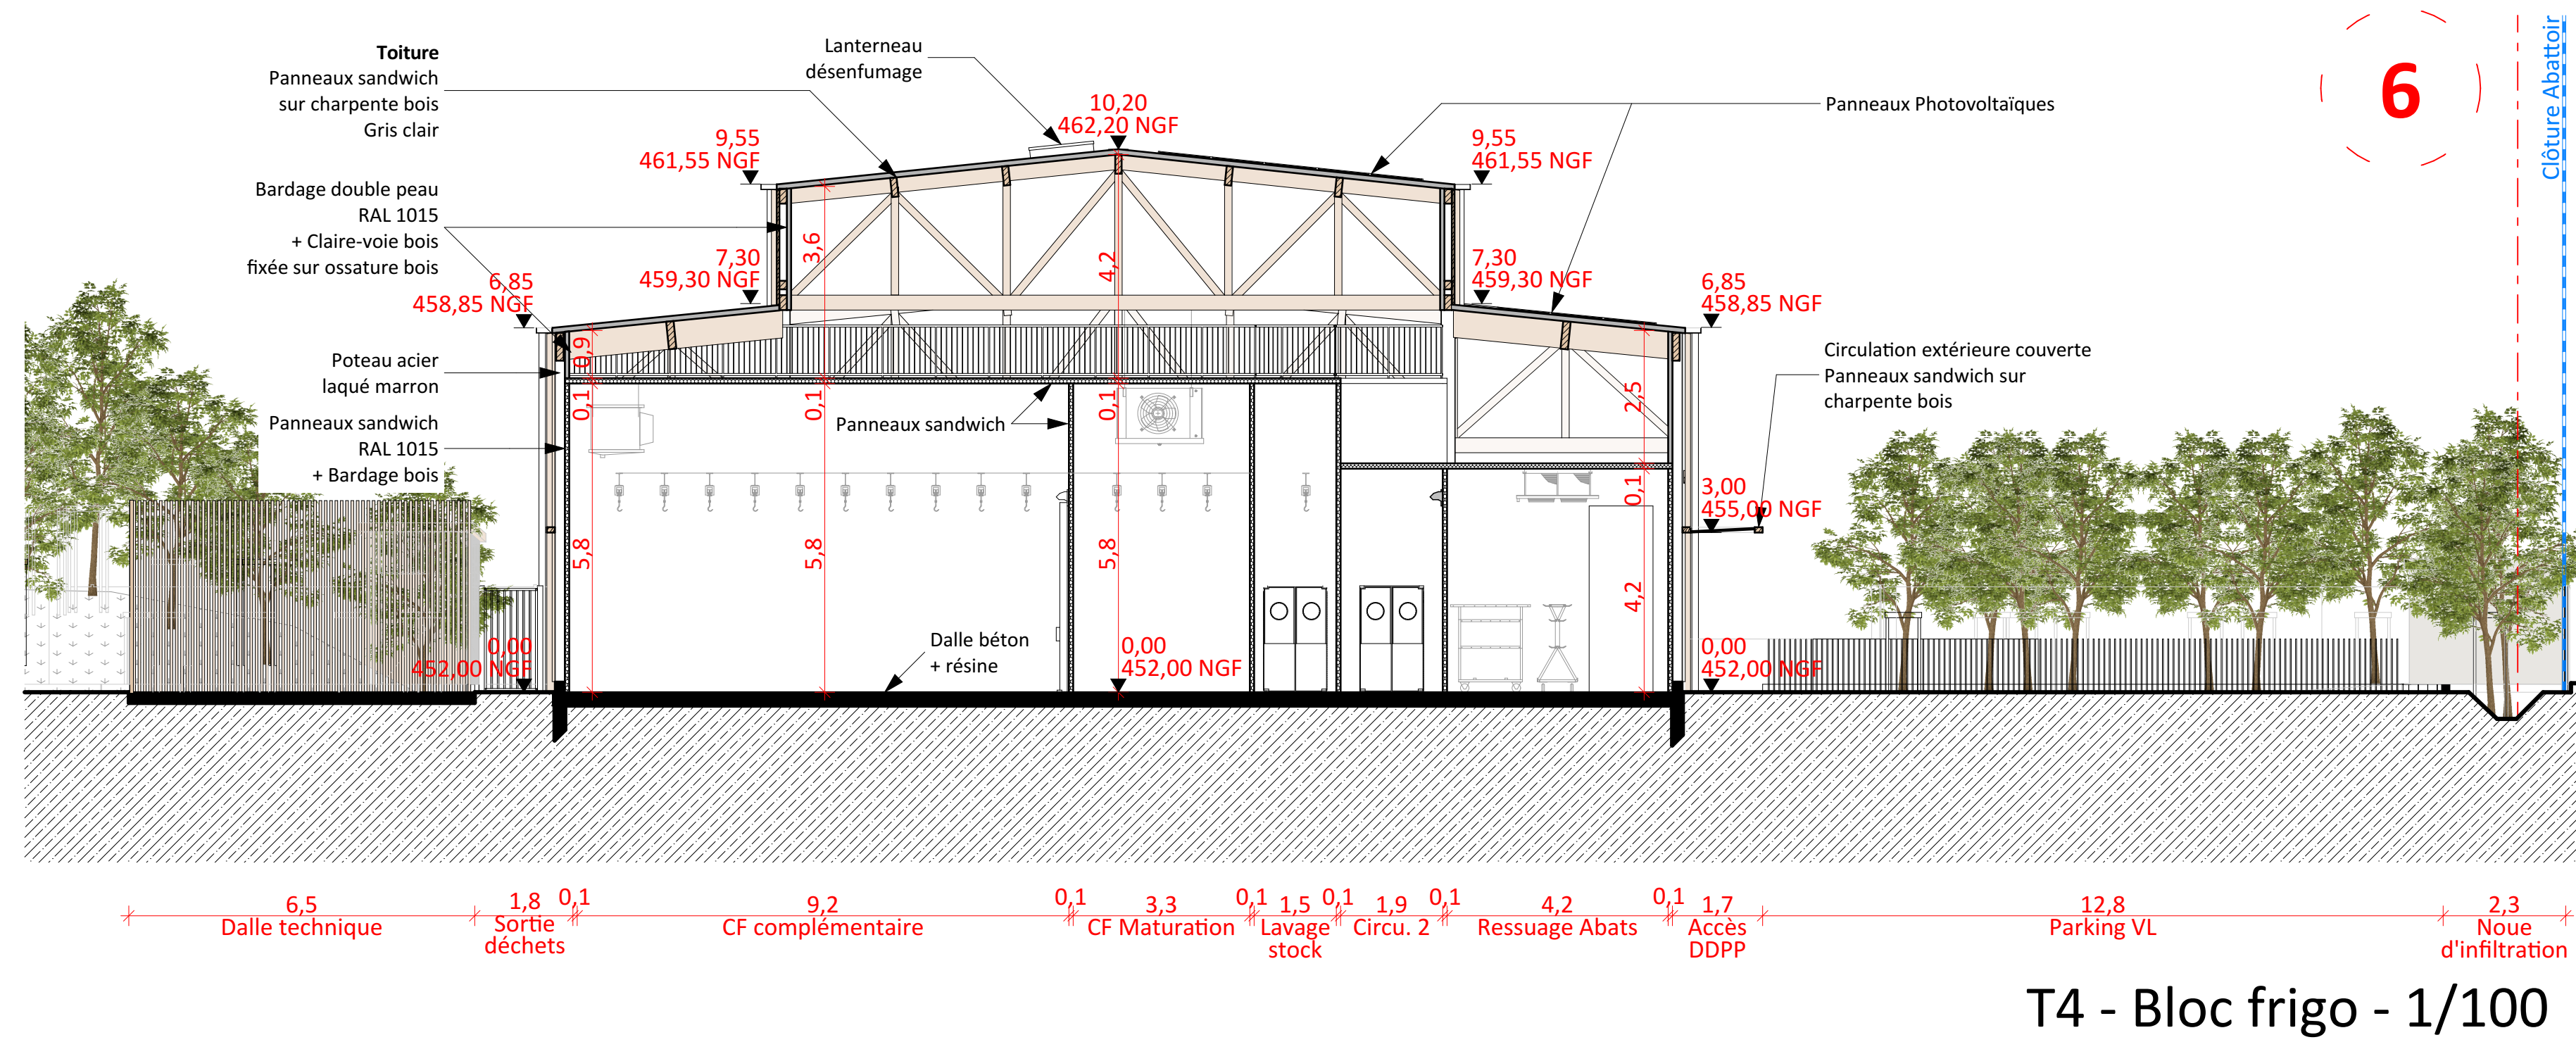 Toiture
Panneaux sandwich
sur charpente bois
Gris clair
Lanterneau
désenfumage
10,20
462,20 NGF
9,55
461,55 NGF
9,55
461,55 NGF
Panneaux Photovoltaïques
6
Clôture Abattoir
Bardage double peau
RAL 1015
+ Claire-voie bois
fixée sur ossature bois
7,30
459,30 NGF
7,30
459,30 NGF
6,85
458,85 NGF
6,85
458,85 NGF
3,6
4,2
0,9
2,5
Poteau acier
laqué marron
Panneaux sandwich
RAL 1015
+ Bardage bois
Panneaux sandwich
Circulation extérieure couverte
Panneaux sandwich sur
charpente bois
0,1
0,1
0,1
0,1
3,00
455,00 NGF
5,8
5,8
5,8
4,2
Dalle béton
+ résine
0,00
452,00 NGF
0,00
452,00 NGF
0,00
452,00 NGF
6,5
1,8
0,1
9,2
0,1
3,3
0,1
1,5
0,1
1,9
0,1
4,2
0,1
1,7
12,8
2,3
Dalle technique
Sortie
déchets
CF complémentaire
CF Maturation
Lavage
stock
Circu. 2
Ressuage Abats
Accès
DDPP
Parking VL
Noue
d'infiltration
T4 - Bloc frigo - 1/100